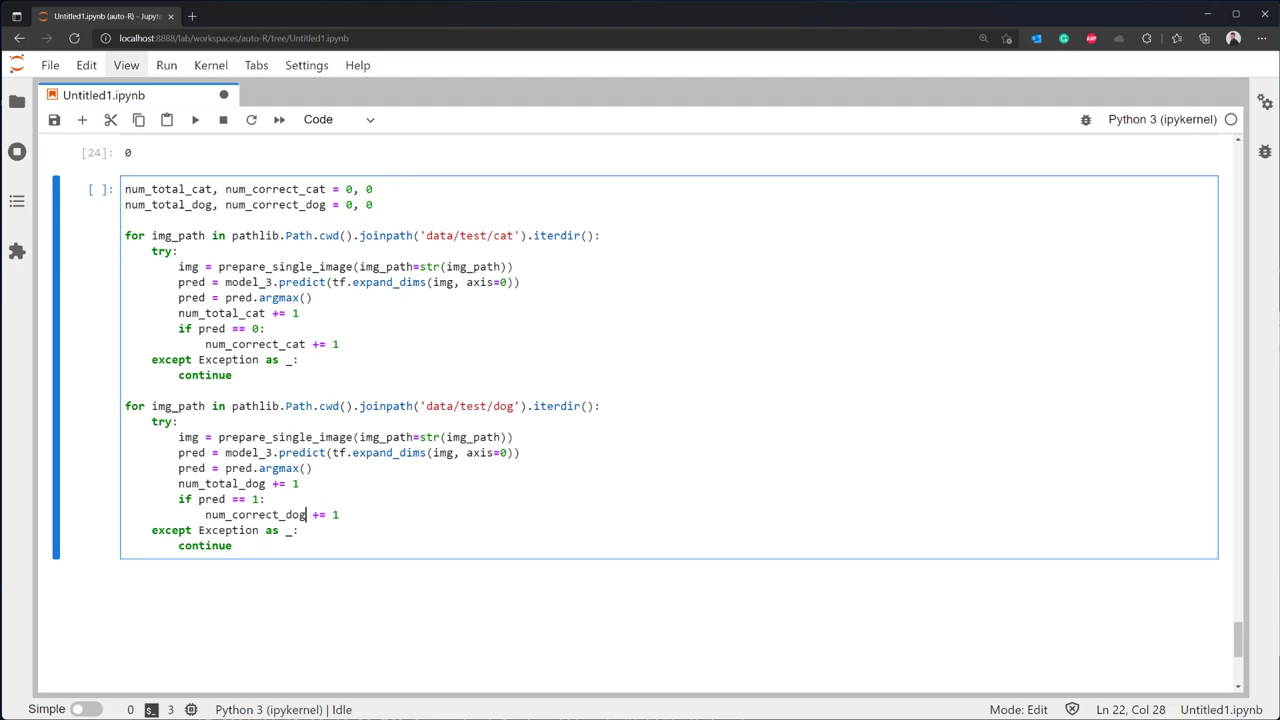 Untitled1.ipynb (auto-R) - Jupyt
localhost:8888/lab/workspaces/auto-R/tree/Untitled1.ipynb
File Edit View Run Kernel Tabs Settings Help
Untitled1.ipynb
Code
Python 3 (ipykernel)
[24]: 0
[ ]: num_total_cat, num_correct_cat = 0, 0
num_total_dog, num_correct_dog = 0, 0
for img_path in pathlib.Path.cwd().joinpath('data/test/cat').iterdir():
try:
img = prepare_single_image(img_path=str(img_path))
pred = model_3.predict(tf.expand_dims(img, axis=0))
pred = pred.argmax()
num_total_cat += 1
if pred == 0:
num_correct_cat += 1
except Exception as _:
continue
for img_path in pathlib.Path.cwd().joinpath('data/test/dog').iterdir():
try:
img = prepare_single_image(img_path=str(img_path))
pred = model_3.predict(tf.expand_dims(img, axis=0))
pred = pred.argmax()
num_total_dog += 1
if pred == 1:
num_correct_dog += 1
except Exception as _:
continue
Simple 0 3 Python 3 (ipykernel) | Idle Mode: Edit Ln 22, Col 28 Untitled1.ipynb